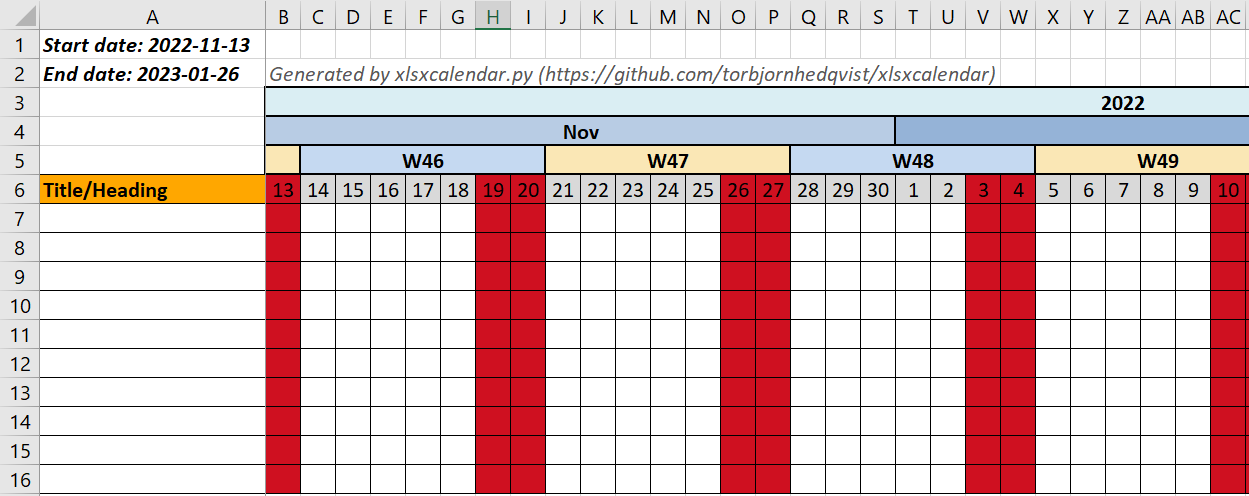 A B C D E F G H I J K L M N O P Q R S T U V W X Y Z AA AB AC
1 Start date: 2022-11-13
2 End date: 2023-01-26 Generated by xlsxcalendar.py (https://github.com/torbjornhedqvist/xlsxcalendar)
3 2022
4 Nov
5 W46 W47 W48 W49
6 Title/Heading 13 14 15 16 17 18 19 20 21 22 23 24 25 26 27 28 29 30 1 2 3 4 5 6 7 8 9 10
7
8
9
10
11
12
13
14
15
16